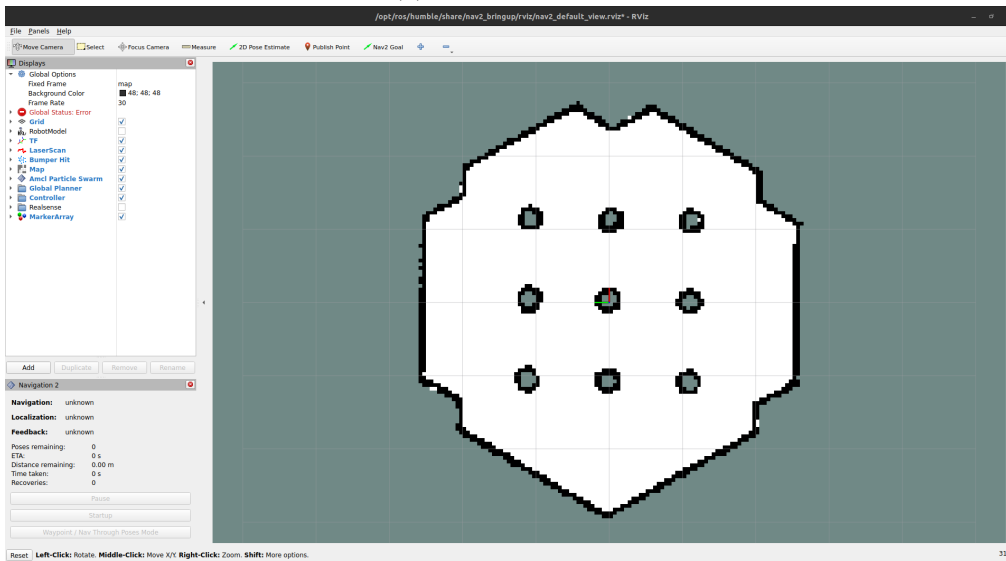 /opt/ros/humble/share/nav2_bringup/rviz/nav2_default_view.rviz* - RViz
File Panels Help
Move Camera Select Focus Camera Measure 2D Pose Estimate Publish Point Nav2 Goal
Displays
Global Options
Fixed Frame map
Background Color 48; 48; 48
Frame Rate 30
Global Status: Error
Grid
RobotModel
TF
LaserScan
Bumper Hit
Map
Amcl Particle Swarm
Global Planner
Controller
Realsense
MarkerArray
Add Duplicate Remove Rename
Navigation 2
Navigation: unknown
Localization: unknown
Feedback: unknown
Poses remaining: 0
ETA: 0 s
Distance remaining: 0.00 m
Time taken: 0 s
Recoveries: 0
Pause
Startup
Waypoint / Nav Through Poses Mode
Reset Left-Click: Rotate. Middle-Click: Move X/Y. Right-Click: Zoom. Shift: More options. 31